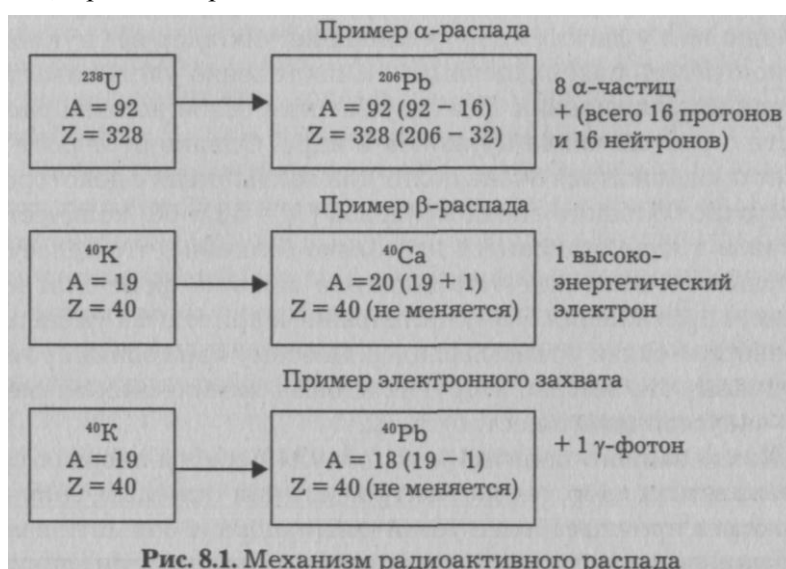 Пример α-распада
²³⁸U
A = 92
Z = 328
²⁰⁶Pb
A = 92 (92 − 16)
Z = 328 (206 − 32)
8 α-частиц
+ (всего 16 протонов
и 16 нейтронов)
Пример β-распада
⁴⁰K
A = 19
Z = 40
⁴⁰Ca
A =20 (19 + 1)
Z = 40 (не меняется)
1 высоко-
энергетический
электрон
Пример электронного захвата
⁴⁰K
A = 19
Z = 40
⁴⁰Pb
A = 18 (19 − 1)
Z = 40 (не меняется)
+ 1 γ-фотон
Рис. 8.1. Механизм радиоактивного распада